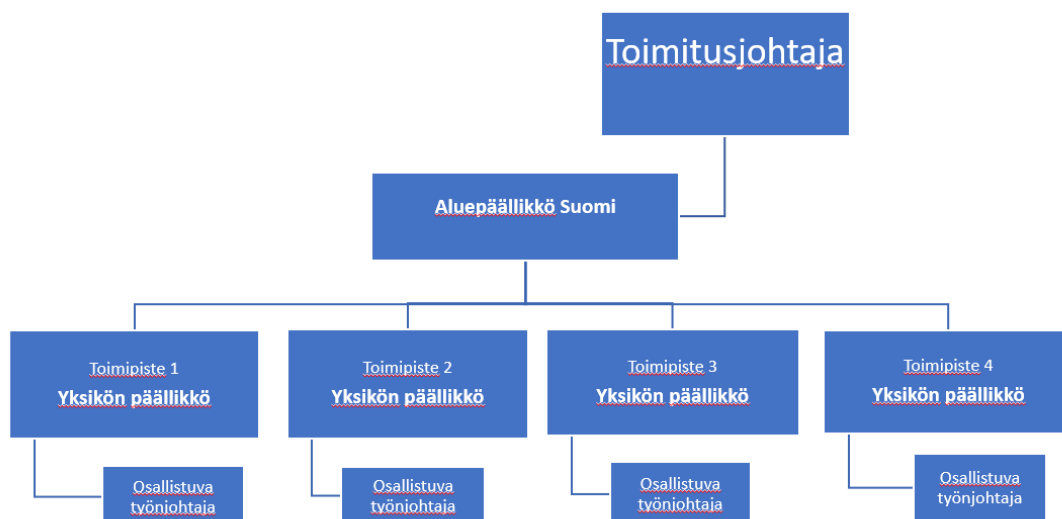 Toimitusjohtaja
Aluepäällikkö Suomi
Toimipiste 1
Yksikön päällikkö
Toimipiste 2
Yksikön päällikkö
Toimipiste 3
Yksikön päällikkö
Toimipiste 4
Yksikön päällikkö
Osallistuva
työnjohtaja
Osallistuva
työnjohtaja
Osallistuva
työnjohtaja
Osallistuva
työnjohtaja